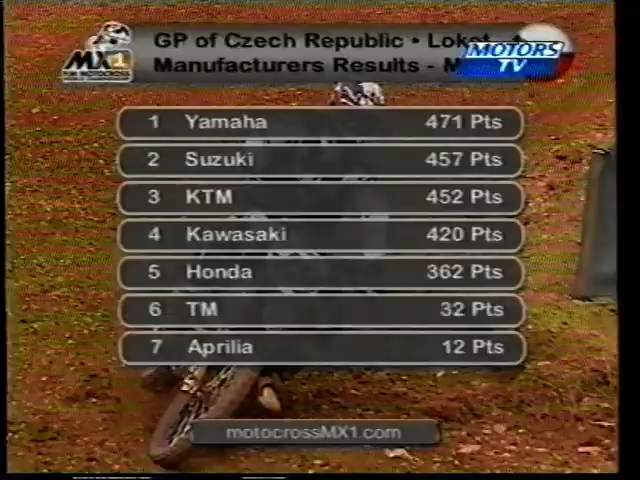 GP of Czech Republic • Loket
Manufacturers Results -
MOTORS
TV
MX1
1 Yamaha 471 Pts
2 Suzuki 457 Pts
3 KTM 452 Pts
4 Kawasaki 420 Pts
5 Honda 362 Pts
6 TM 32 Pts
7 Aprilia 12 Pts
motocrossMX1.com